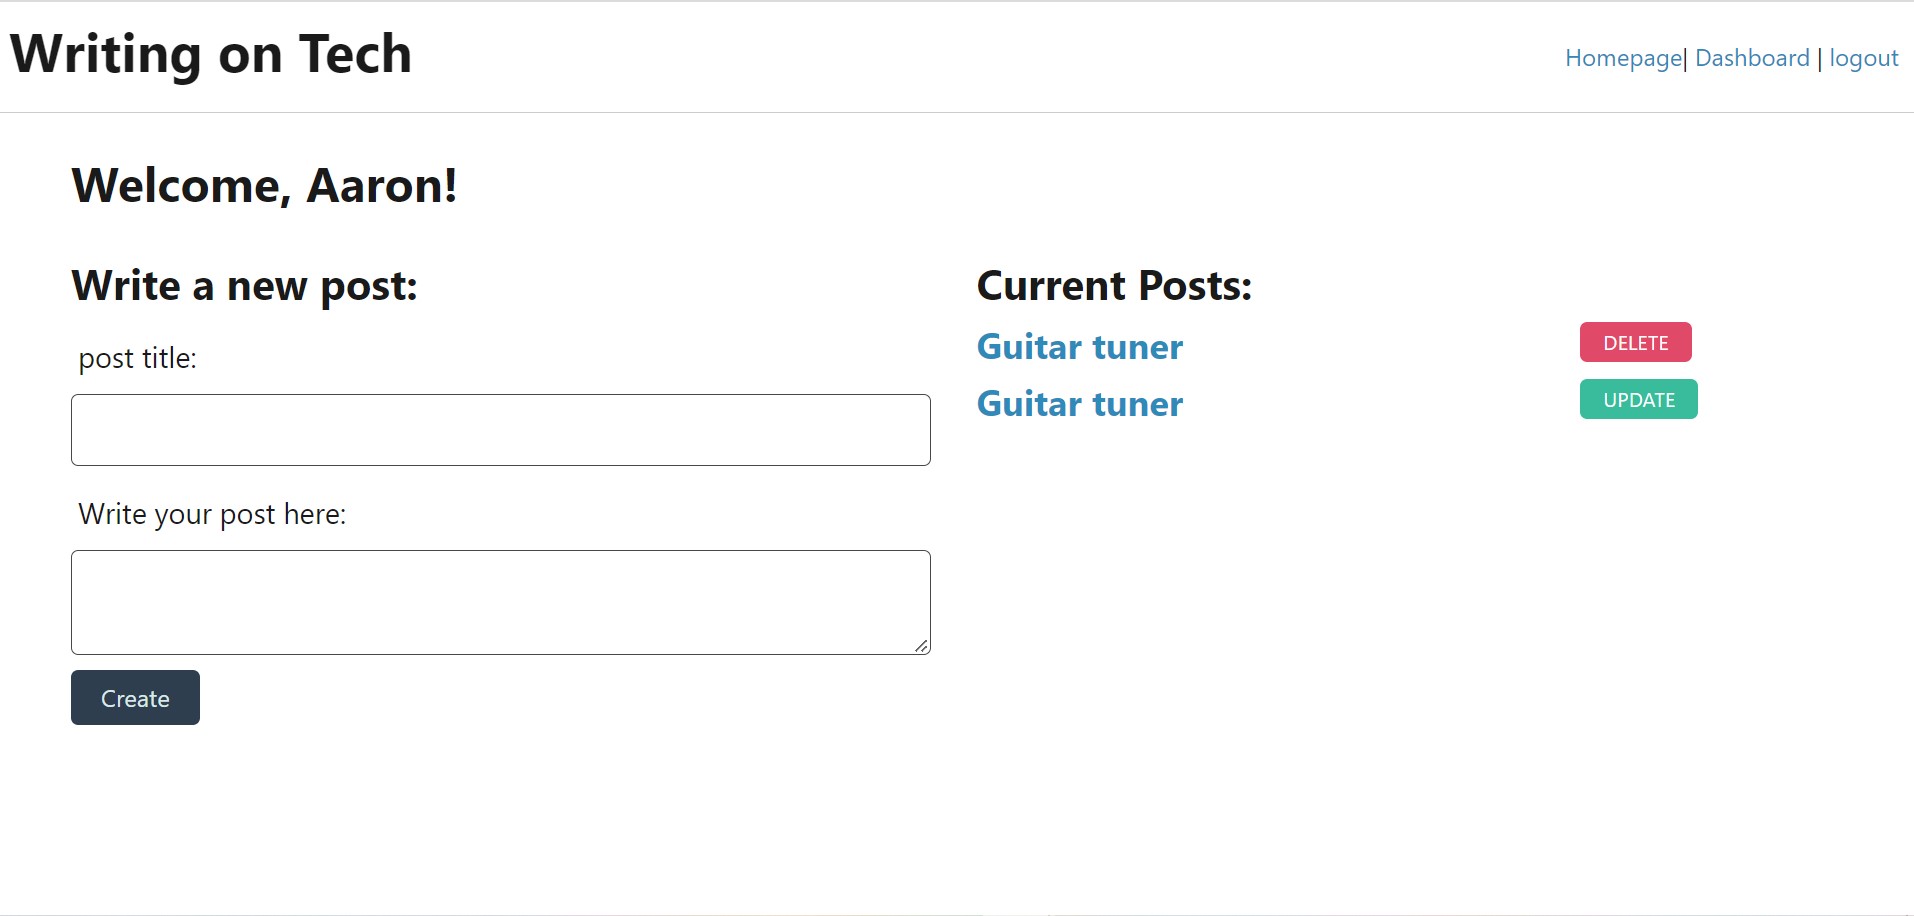 Writing on Tech
Homepage| Dashboard | logout
Welcome, Aaron!
Write a new post:
post title:
Write your post here:
Create
Current Posts:
Guitar tuner
DELETE
Guitar tuner
UPDATE